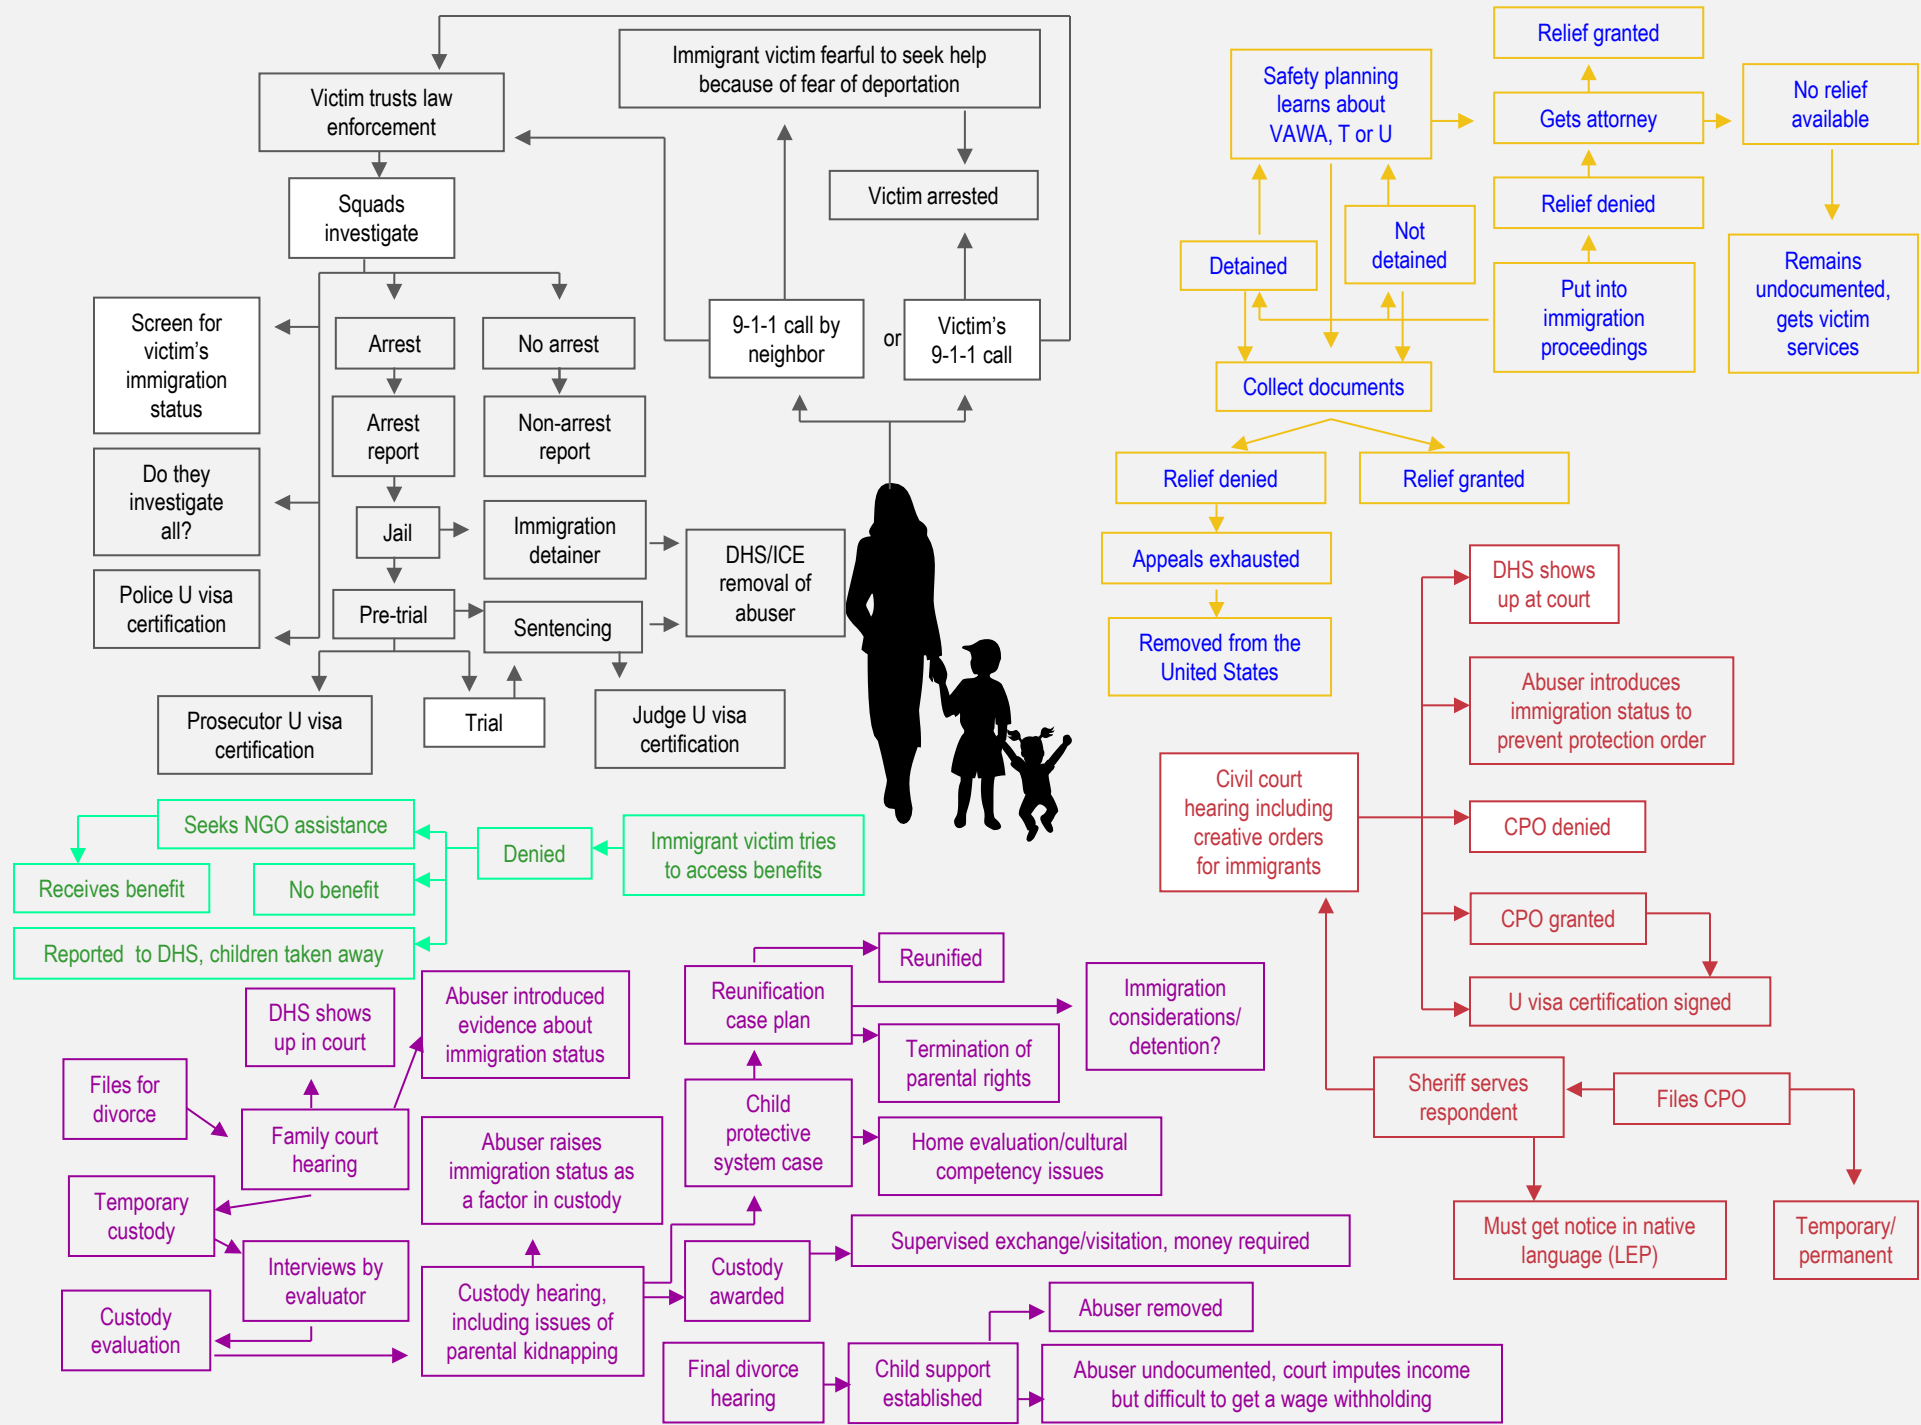 Immigrant victim fearful to seek help
because of fear of deportation
Victim trusts law
enforcement
Squads
investigate
Victim arrested
Screen for
victim's
immigration
status
Arrest
No arrest
9-1-1 call by
neighbor
or
Victim's
9-1-1 call
Arrest
report
Non-arrest
report
Do they
investigate
all?
Jail
Immigration
detainer
DHS/ICE
removal of
abuser
Police U visa
certification
Pre-trial
Sentencing
Prosecutor U visa
certification
Trial
Judge U visa
certification
Relief granted
Safety planning
learns about
VAWA, T or U
Gets attorney
No relief
available
Relief denied
Detained
Not
detained
Put into
immigration
proceedings
Remains
undocumented,
gets victim
services
Collect documents
Relief denied
Relief granted
Appeals exhausted
Removed from the
United States
DHS shows
up at court
Abuser introduces
immigration status to
prevent protection order
Civil court
hearing including
creative orders
for immigrants
CPO denied
CPO granted
U visa certification signed
Sheriff serves
respondent
Files CPO
Must get notice in native
language (LEP)
Temporary/
permanent
Seeks NGO assistance
Denied
Immigrant victim tries
to access benefits
Receives benefit
No benefit
Reported  to DHS, children taken away
DHS shows
up in court
Abuser introduced
evidence about
immigration status
Files for
divorce
Family court
hearing
Temporary
custody
Interviews by
evaluator
Custody
evaluation
Abuser raises
immigration status as
a factor in custody
Custody hearing,
including issues of
parental kidnapping
Reunified
Reunification
case plan
Immigration
considerations/
detention?
Termination of
parental rights
Child
protective
system case
Home evaluation/cultural
competency issues
Custody
awarded
Supervised exchange/visitation, money required
Abuser removed
Final divorce
hearing
Child support
established
Abuser undocumented, court imputes income
but difficult to get a wage withholding